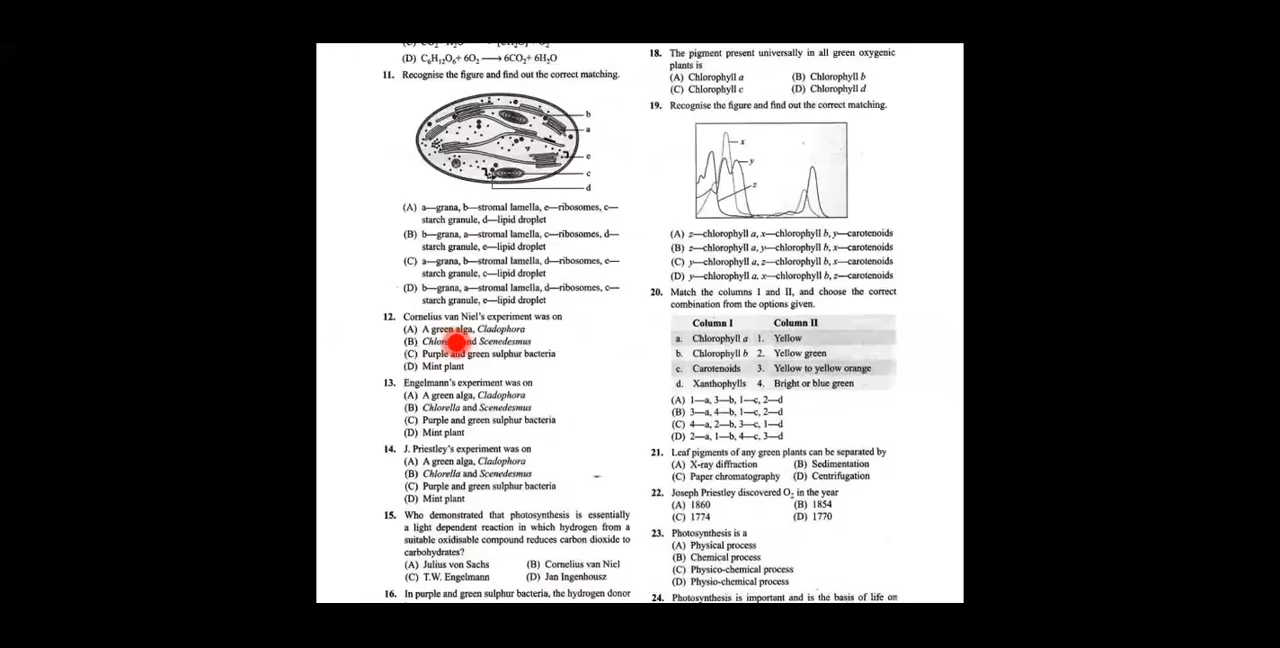 (D) C₆H₁₂O₆+ 6O₂ ⟶ 6CO₂+ 6H₂O
11. Recognise the figure and find out the correct matching.
b
a
e
c
d
(A) a—grana, b—stromal lamella, e—ribosomes, c—
starch granule, d—lipid droplet
(B) b—grana, a—stromal lamella, c—ribosomes, d—
starch granule, e—lipid droplet
(C) a—grana, b—stromal lamella, d—ribosomes, e—
starch granule, c—lipid droplet
(D) b—grana, a—stromal lamella, d—ribosomes, c—
starch granule, e—lipid droplet
12. Cornelius van Niel's experiment was on
(A) A green alga, Cladophora
(B) and Scenedesmus
(C) Purple and green sulphur bacteria
(D) Mint plant
13. Engelmann's experiment was on
(A) A green alga, Cladophora
(B) Chlorella and Scenedesmus
(C) Purple and green sulphur bacteria
(D) Mint plant
14. J. Priestley's experiment was on
(A) A green alga, Cladophora
(B) Chlorella and Scenedesmus
(C) Purple and green sulphur bacteria
(D) Mint plant
15. Who demonstrated that photosynthesis is essentially
a light dependent reaction in which hydrogen from a
suitable oxidisable compound reduces carbon dioxide to
carbohydrates?
(A) Julius von Sachs (B) Cornelius van Niel
(C) T.W. Engelmann (D) Jan Ingenhousz
16. In purple and green sulphur bacteria, the hydrogen donor
18. The pigment present universally in all green oxygenic
plants is
(A) Chlorophyll a (B) Chlorophyll b
(C) Chlorophyll c (D) Chlorophyll d
19. Recognise the figure and find out the correct matching.
x
y
z
(A) z—chlorophyll a, x—chlorophyll b, y—carotenoids
(B) z—chlorophyll a, y—chlorophyll b, x—carotenoids
(C) y—chlorophyll a, z—chlorophyll b, x—carotenoids
(D) y—chlorophyll a, x—chlorophyll b, z—carotenoids
20. Match the columns I and II, and choose the correct
combination from the options given.
Column I Column II
a. Chlorophyll a 1. Yellow
b. Chlorophyll b 2. Yellow green
c. Carotenoids 3. Yellow to yellow orange
d. Xanthophylls 4. Bright or blue green
(A) 1—a, 3—b, 1—c, 2—d
(B) 3—a, 4—b, 1—c, 2—d
(C) 4—a, 2—b, 3—c, 1—d
(D) 2—a, 1—b, 4—c, 3—d
21. Leaf pigments of any green plants can be separated by
(A) X-ray diffraction (B) Sedimentation
(C) Paper chromatography (D) Centrifugation
22. Joseph Priestley discovered O₂ in the year
(A) 1860 (B) 1854
(C) 1774 (D) 1770
23. Photosynthesis is a
(A) Physical process
(B) Chemical process
(C) Physico-chemical process
(D) Physio-chemical process
24. Photosynthesis is important and is the basis of life on